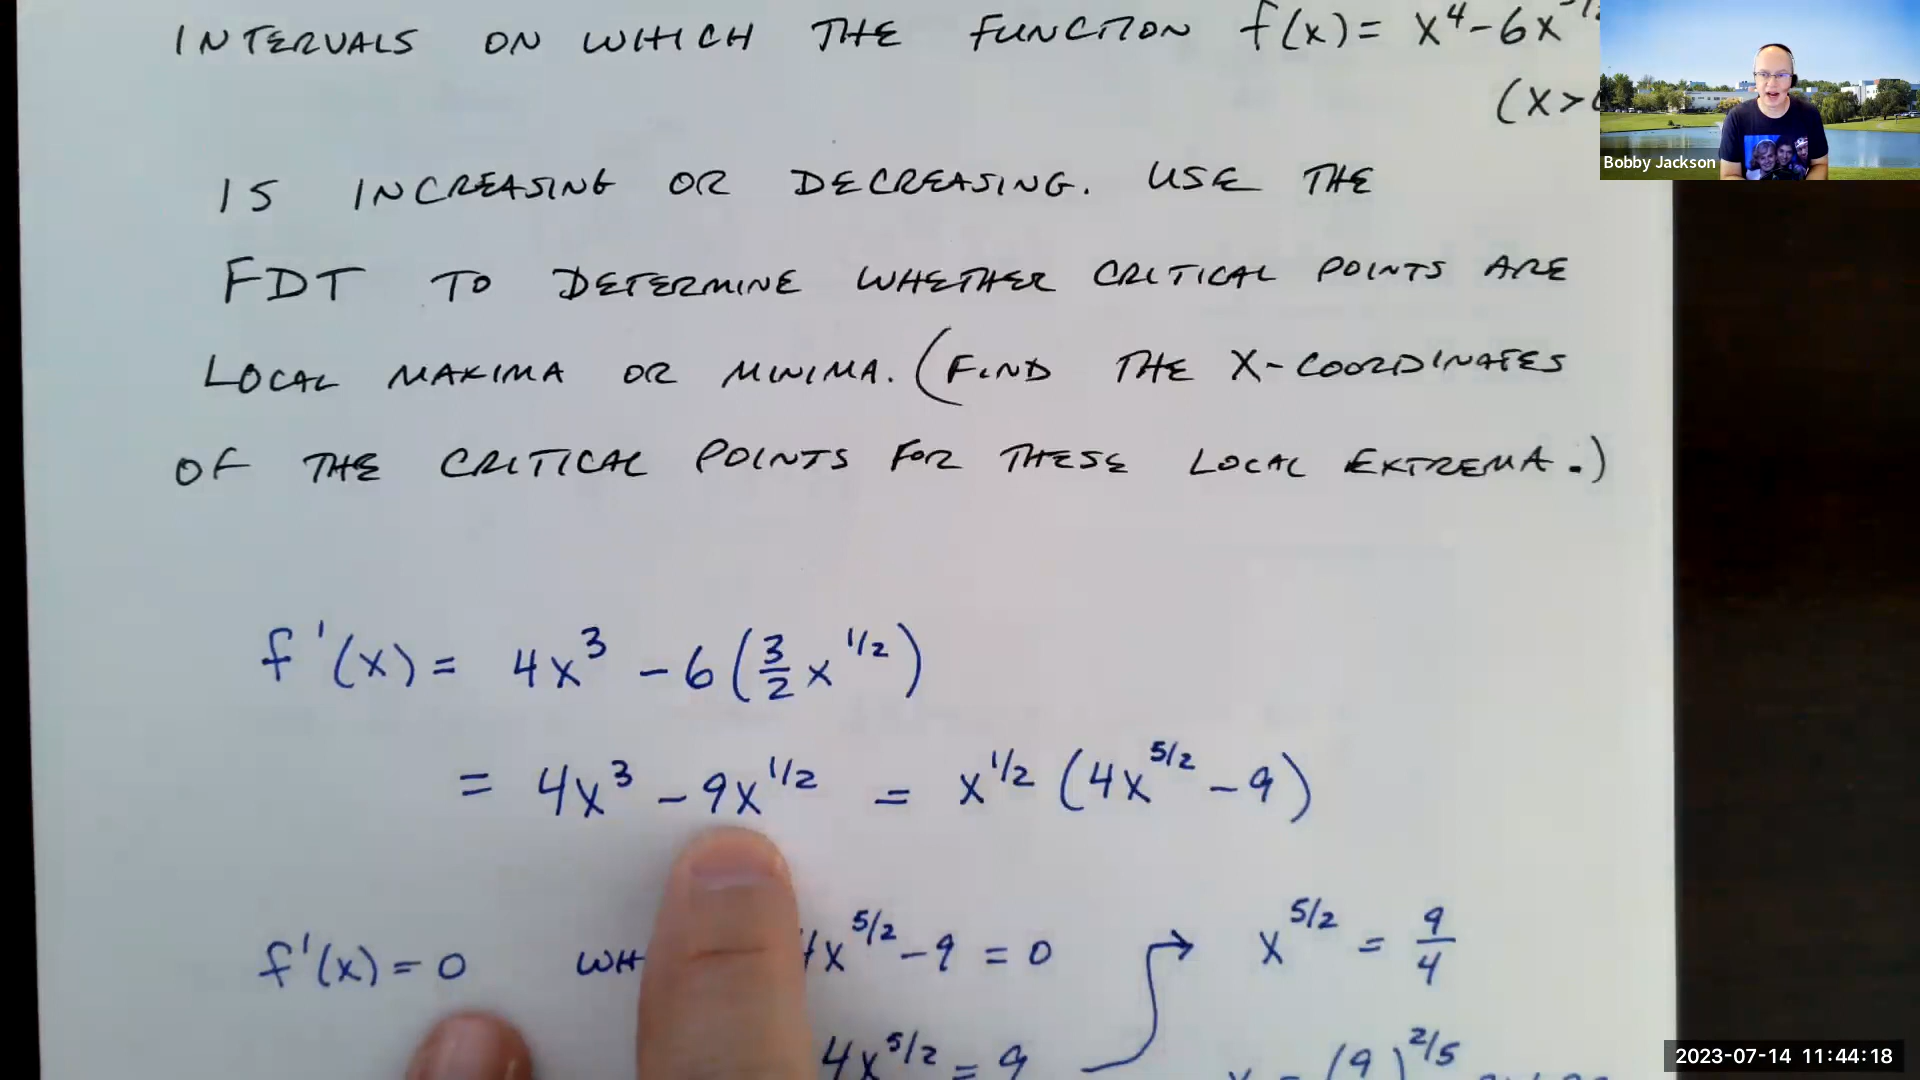 INTERVALS ON WHICH THE FUNCTION f(x) = x⁴ - 6x
(x >
IS INCREASING OR DECREASING. USE THE
FDT TO DETERMINE WHETHER CRITICAL POINTS ARE
LOCAL MAXIMA OR MINIMA. (FIND THE X-COORDINATES
OF THE CRITICAL POINTS FOR THESE LOCAL EXTREMA.)
f'(x) = 4x³ - 6(3/2 x^1/2)
= 4x³ - 9x^1/2 = x^1/2 (4x^5/2 - 9)
f'(x) = 0 WH 4x^5/2 - 9 = 0 → x^5/2 = 9/4
4x^5/2 = 9 x = (9 )^2/5
Bobby Jackson
2023-07-14 11:44:18